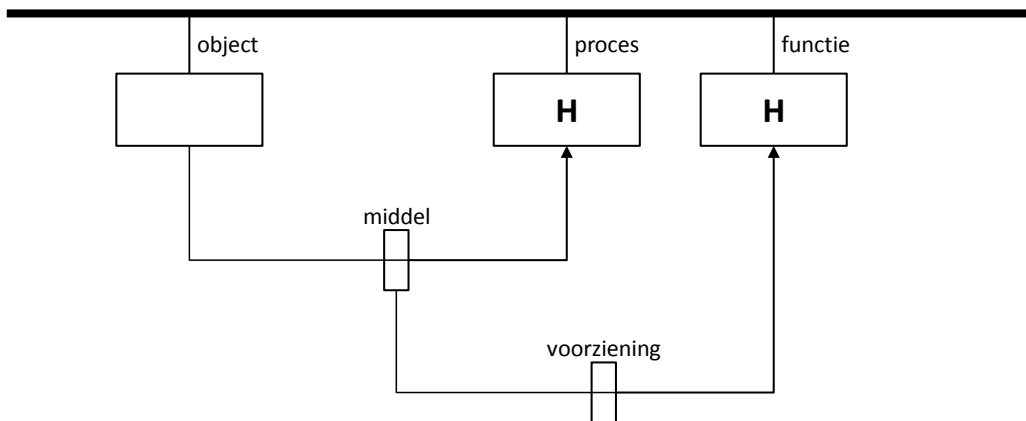 object
proces
functie
H
H
middel
voorziening